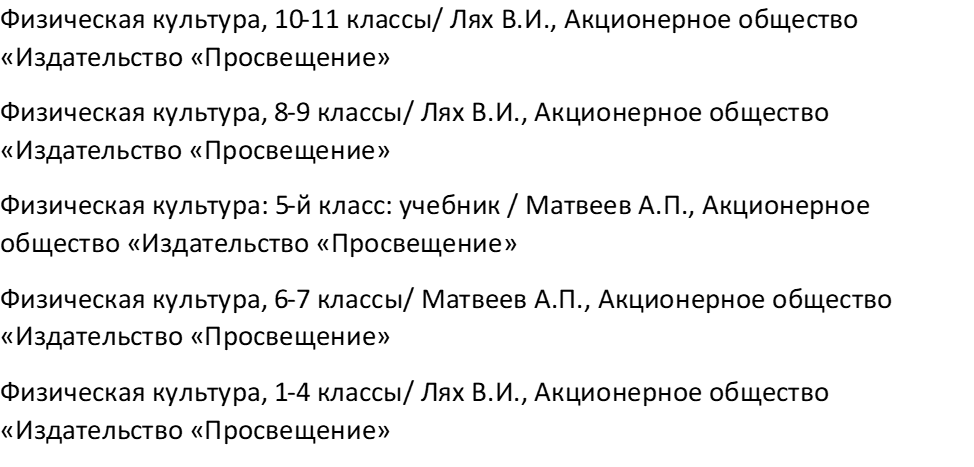 Физическая культура, 10-11 классы/ Лях В.И., Акционерное общество
«Издательство «Просвещение»
Физическая культура, 8-9 классы/ Лях В.И., Акционерное общество
«Издательство «Просвещение»
Физическая культура: 5-й класс: учебник / Матвеев А.П., Акционерное
общество «Издательство «Просвещение»
Физическая культура, 6-7 классы/ Матвеев А.П., Акционерное общество
«Издательство «Просвещение»
Физическая культура, 1-4 классы/ Лях В.И., Акционерное общество
«Издательство «Просвещение»